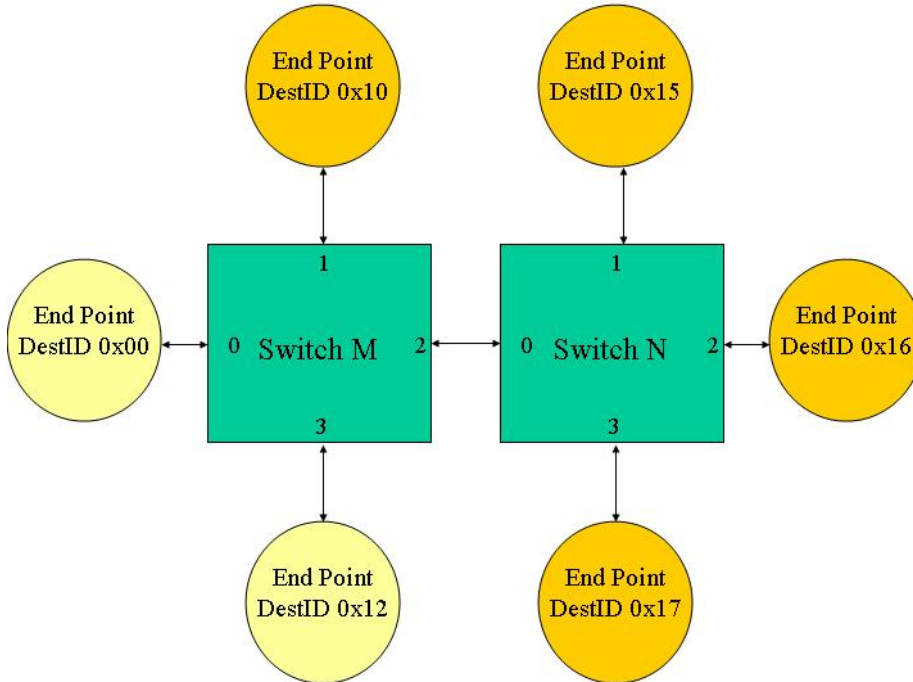 End Point
DestID 0x10
End Point
DestID 0x15
1
1
End Point
DestID 0x00
0
Switch M
2
0
Switch N
2
End Point
DestID 0x16
3
3
End Point
DestID 0x12
End Point
DestID 0x17